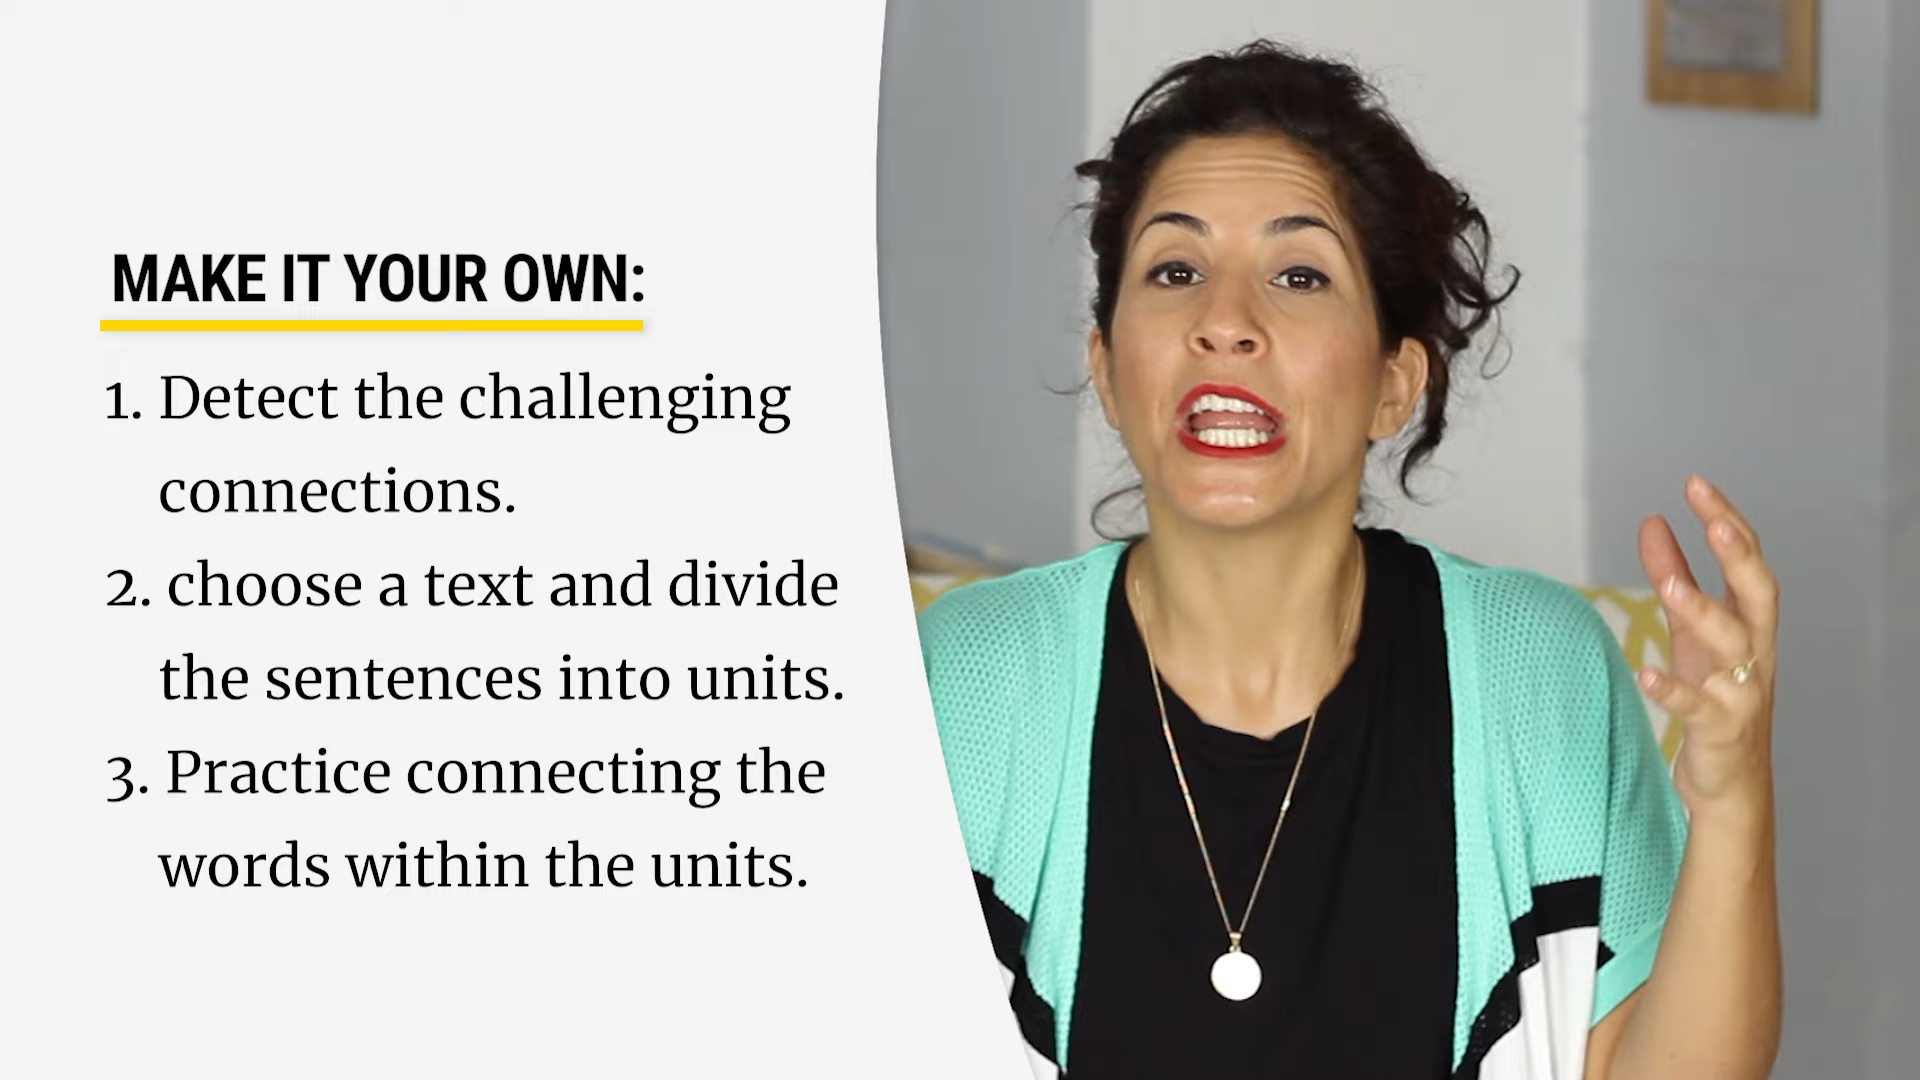 MAKE IT YOUR OWN:
1. Detect the challenging
connections.
2. choose a text and divide
the sentences into units.
3. Practice connecting the
words within the units.